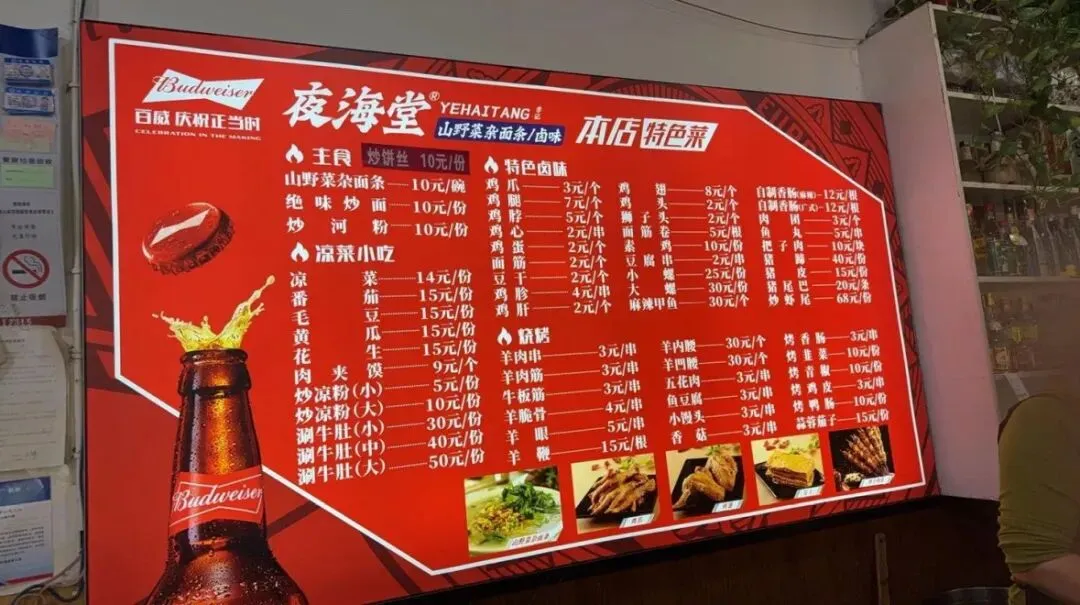 Budweiser
百威 庆祝正当时
CELEBRATION IN THE MAKING
夜海堂® YEHAITANG
山野菜杂面条/卤味
本店特色菜
主食
炒饼丝 10元/份
山野菜杂面条 10元/碗
绝味炒面 10元/份
炒河粉 10元/份
凉菜小吃
凉菜 14元/份
番茄 15元/份
毛豆 15元/份
黄瓜 15元/份
花生 15元/份
肉夹馍 9元/个
炒凉粉(小) 5元/份
炒凉粉(大) 10元/份
涮牛肚(小) 30元/份
涮牛肚(中) 40元/份
涮牛肚(大) 50元/份
特色卤味
鸡爪 3元/个
鸡腿 7元/个
鸡脖 5元/个
鸡心 2元/串
鸡蛋 2元/个
面筋 2元/个
豆干 2元/个
鸡胗 4元/串
鸡肝 2元/个
鸡翅 8元/个
鸡头 2元/个
狮子头 2元/个
面筋卷 5元/根
素鸡 10元/份
豆腐串 2元/串
小螺 25元/份
大螺 30元/份
麻辣甲鱼 30元/个
自制香肠(麻辣) 12元/根
自制香肠(广式) 12元/根
肉团 3元/个
鱼丸 5元/串
把子肉 10元/块
猪蹄 40元/份
猪皮 15元/份
猪尾巴 20元/条
炒虾尾 68元/份
烧烤
羊肉串 3元/串
羊肉筋 3元/串
牛板筋 3元/串
羊脆骨 4元/串
羊眼 5元/串
羊鞭 15元/根
羊内腰 30元/个
羊凹腰 30元/个
五花肉 3元/串
鱼豆腐 3元/串
小馒头 3元/串
香菇 3元/串
烤香肠 3元/串
烤韭菜 10元/份
烤青椒 10元/份
烤鸡皮 3元/串
烤鸭肠 10元/份
蒜蓉茄子 15元/份
山野菜杂面条
Budweiser
禁止吸烟